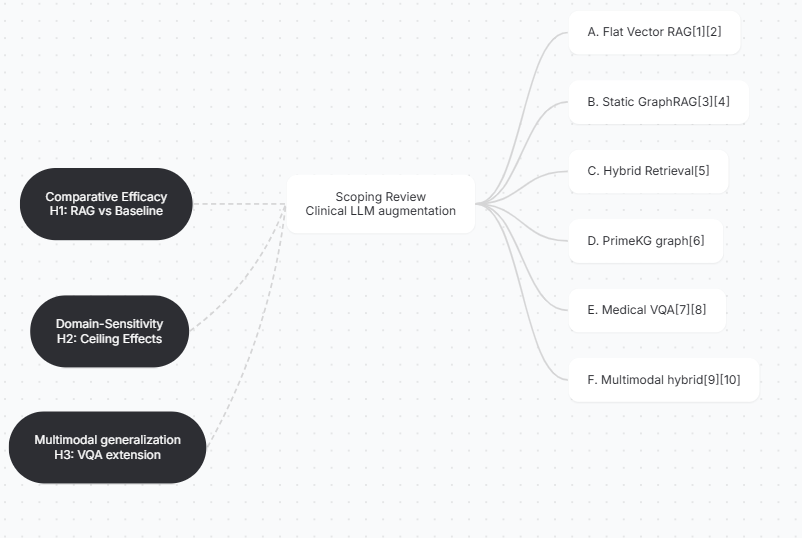 Comparative Efficacy
H1: RAG vs Baseline
Domain-Sensitivity
H2: Ceiling Effects
Multimodal generalization
H3: VQA extension
Scoping Review
Clinical LLM augmentation
A. Flat Vector RAG[1][2]
B. Static GraphRAG[3][4]
C. Hybrid Retrieval[5]
D. PrimeKG graph[6]
E. Medical VQA[7][8]
F. Multimodal hybrid[9][10]